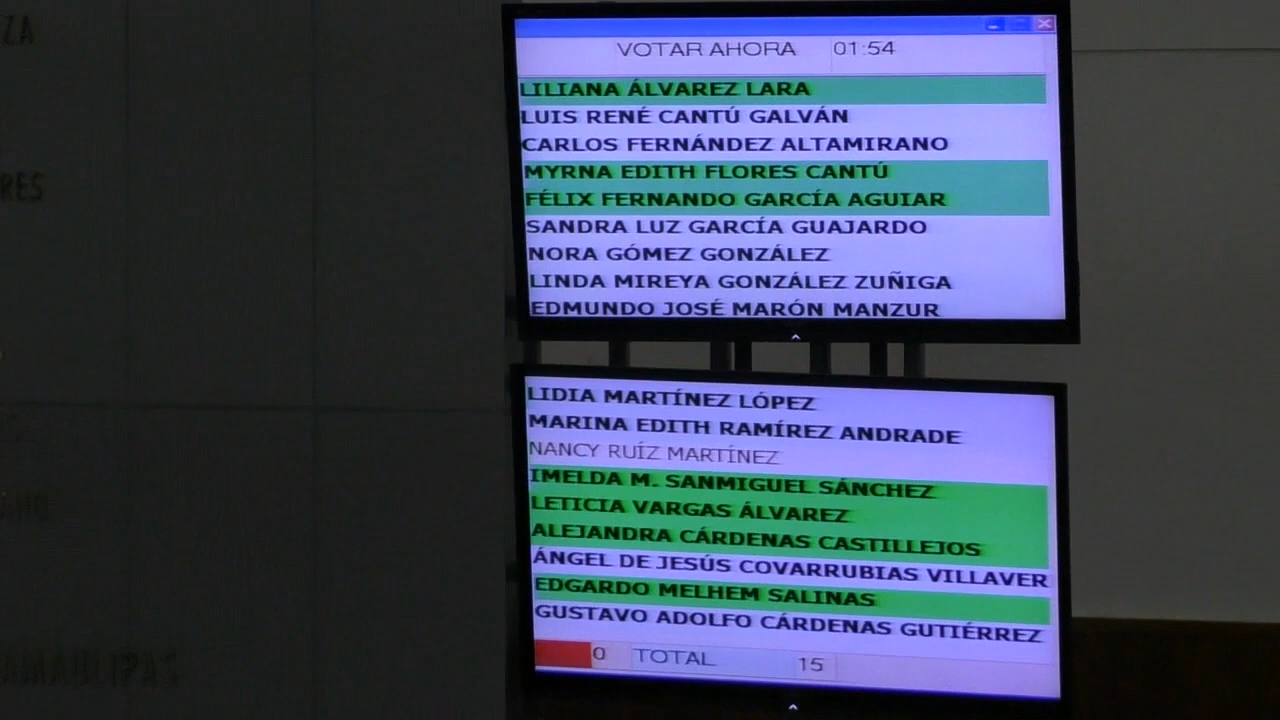 ZA
RES
TAMAULIPAS
VOTAR AHORA 01:54
LILIANA ÁLVAREZ LARA
LUIS RENÉ CANTÚ GALVÁN
CARLOS FERNÁNDEZ ALTAMIRANO
MYRNA EDITH FLORES CANTÚ
FÉLIX FERNANDO GARCÍA AGUIAR
SANDRA LUZ GARCÍA GUAJARDO
NORA GÓMEZ GONZÁLEZ
LINDA MIREYA GONZÁLEZ ZUÑIGA
EDMUNDO JOSÉ MARÓN MANZUR
LIDIA MARTÍNEZ LÓPEZ
MARINA EDITH RAMÍREZ ANDRADE
NANCY RUÍZ MARTÍNEZ
IMELDA M. SANMIGUEL SÁNCHEZ
LETICIA VARGAS ÁLVAREZ
ALEJANDRA CÁRDENAS CASTILLEJOS
ÁNGEL DE JESÚS COVARRUBIAS VILLAVER
EDGARDO MELHEM SALINAS
GUSTAVO ADOLFO CÁRDENAS GUTIÉRREZ
0 TOTAL 15